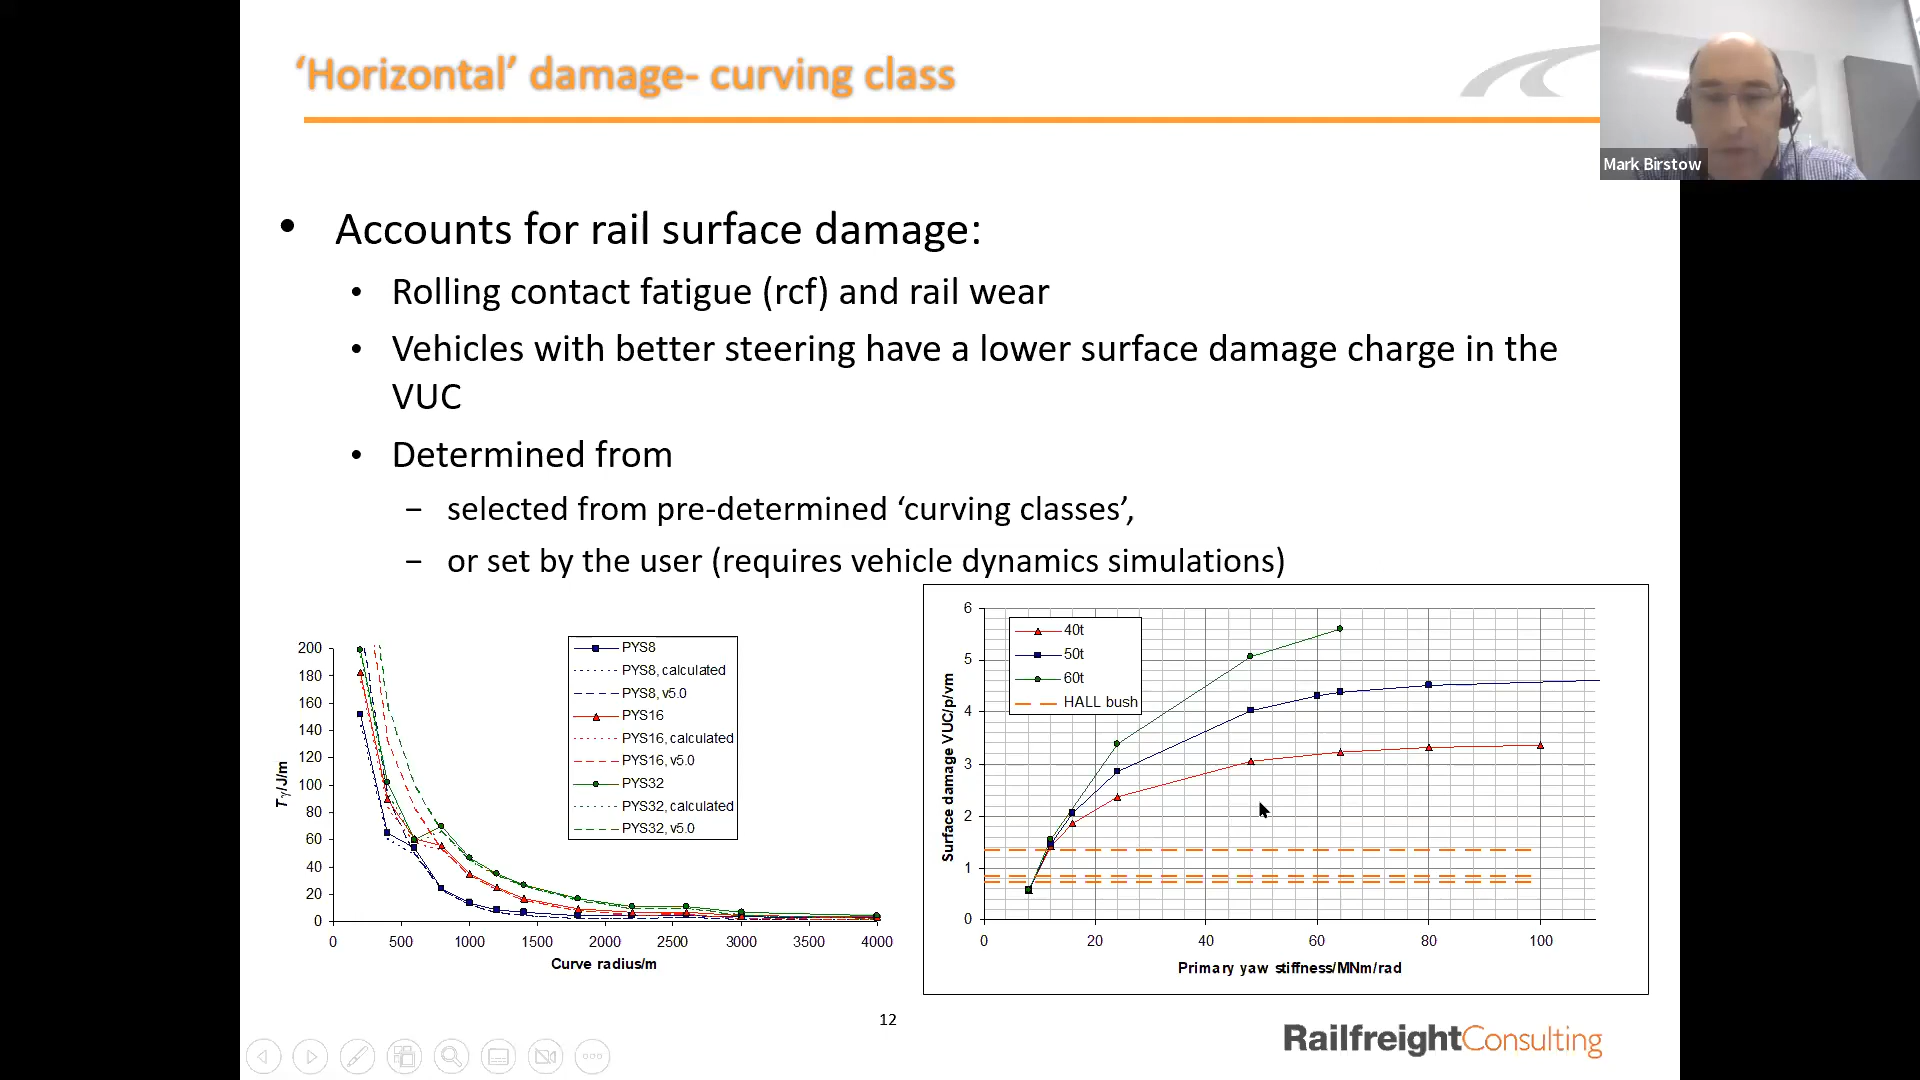 ‘Horizontal’ damage- curving class
Mark Birstow
• Accounts for rail surface damage:
• Rolling contact fatigue (rcf) and rail wear
• Vehicles with better steering have a lower surface damage charge in the
VUC
• Determined from
− selected from pre-determined ‘curving classes’,
− or set by the user (requires vehicle dynamics simulations)
200
180
160
140
120
100
80
60
40
20
0
Tγ/J/m
0 500 1000 1500 2000 2500 3000 3500 4000
Curve radius/m
PYS8
PYS8, calculated
PYS8, v5.0
PYS16
PYS16, calculated
PYS16, v5.0
PYS32
PYS32, calculated
PYS32, v5.0
6
5
4
3
2
1
0
Surface damage VUC/p/vm
40t
50t
60t
HALL bush
0 20 40 60 80 100
Primary yaw stiffness/MNm/rad
12
RailfreightConsulting